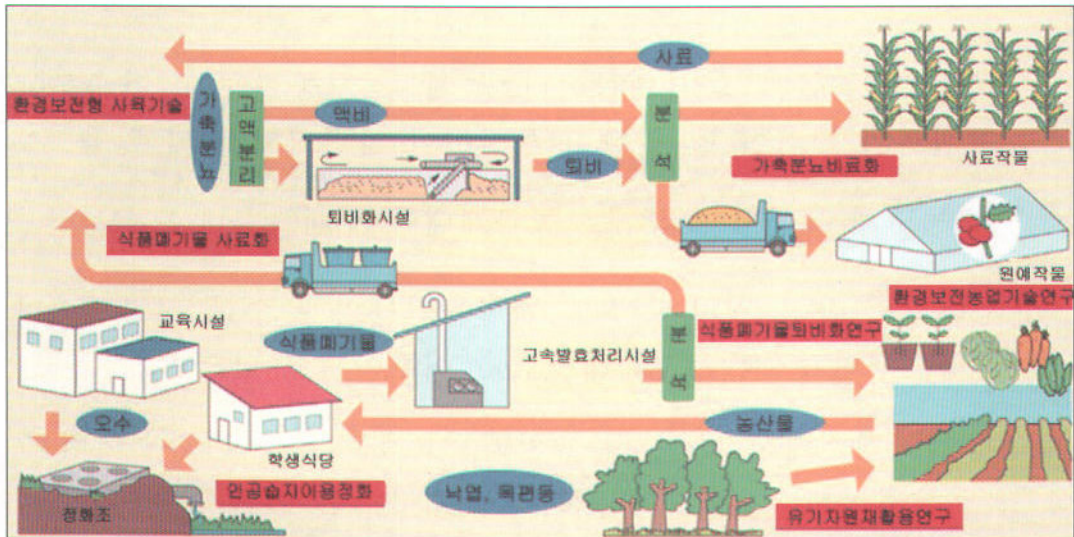 사료
환경보전형 사육기술
가축분뇨
고액분리
액비
분석
사료작물
퇴비
가축분뇨비료화
퇴비화시설
식품폐기물 사료화
원예작물
환경보전농업기술연구
교육시설
식품폐기물
고속발효처리시설
분석
식품폐기물퇴비화연구
오수
농산물
학생식당
인공습지이용정화
낙엽, 목편등
정화조
유기자원재활용연구